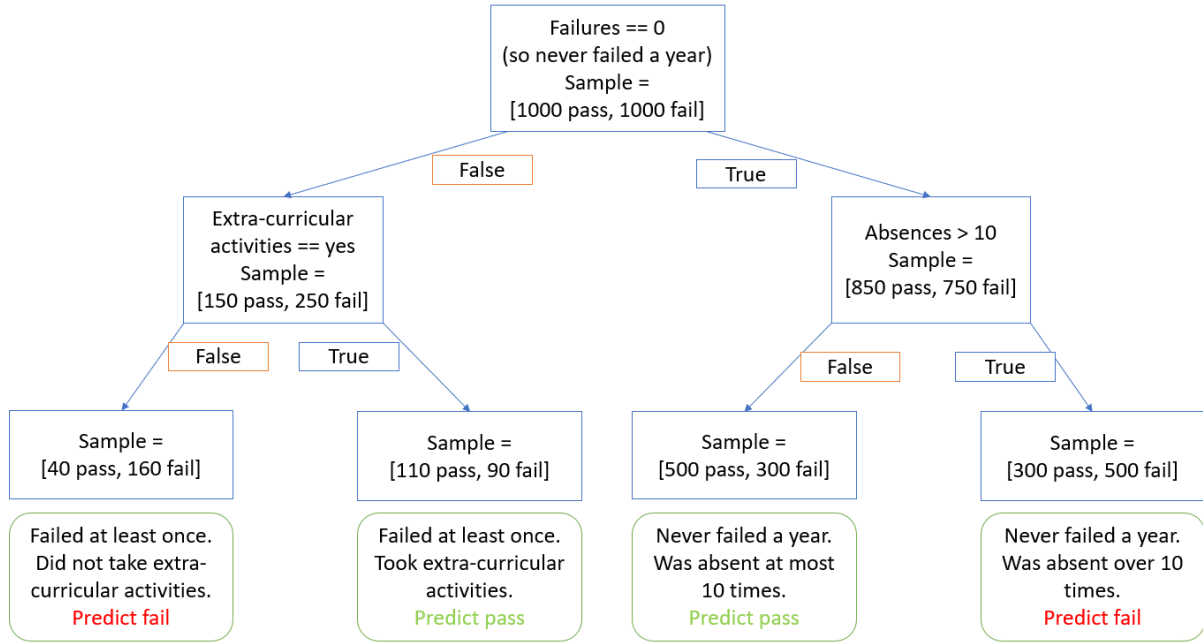 Failures == 0
(so never failed a year)
Sample =
[1000 pass, 1000 fail]
False
True
Extra-curricular
activities == yes
Sample =
[150 pass, 250 fail]
Absences > 10
Sample =
[850 pass, 750 fail]
False
True
False
True
Sample =
[40 pass, 160 fail]
Sample =
[110 pass, 90 fail]
Sample =
[500 pass, 300 fail]
Sample =
[300 pass, 500 fail]
Failed at least once.
Did not take extra-
curricular activities.
Predict fail
Failed at least once.
Took extra-curricular
activities.
Predict pass
Never failed a year.
Was absent at most
10 times.
Predict pass
Never failed a year.
Was absent over 10
times.
Predict fail